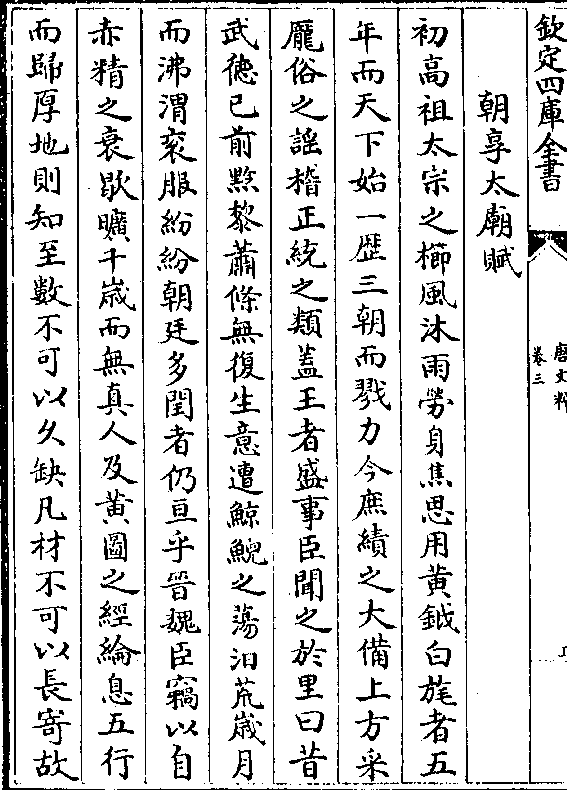 欽定四庫全書
唐文粹
卷三
朝享太廟賦
初高祖太宗之櫛風沐雨勞身焦思用黄鉞白旄者五
年而天下始一歴三朝而戮力今庶績之大備上方采
厖俗之謡稽正統之類蓋王者盛事臣聞之於里曰昔
武徳已前黔黎蕭條無復生意遭鯨鯢之蕩汩荒歳月
而沸渭衮服紛紛朝廷多閏者仍亘乎晉魏臣竊以自
赤精之衰歇曠千歳而無真人及黄圖之經綸息五行
而歸厚地則知至數不可以久缺凡材不可以長寄故